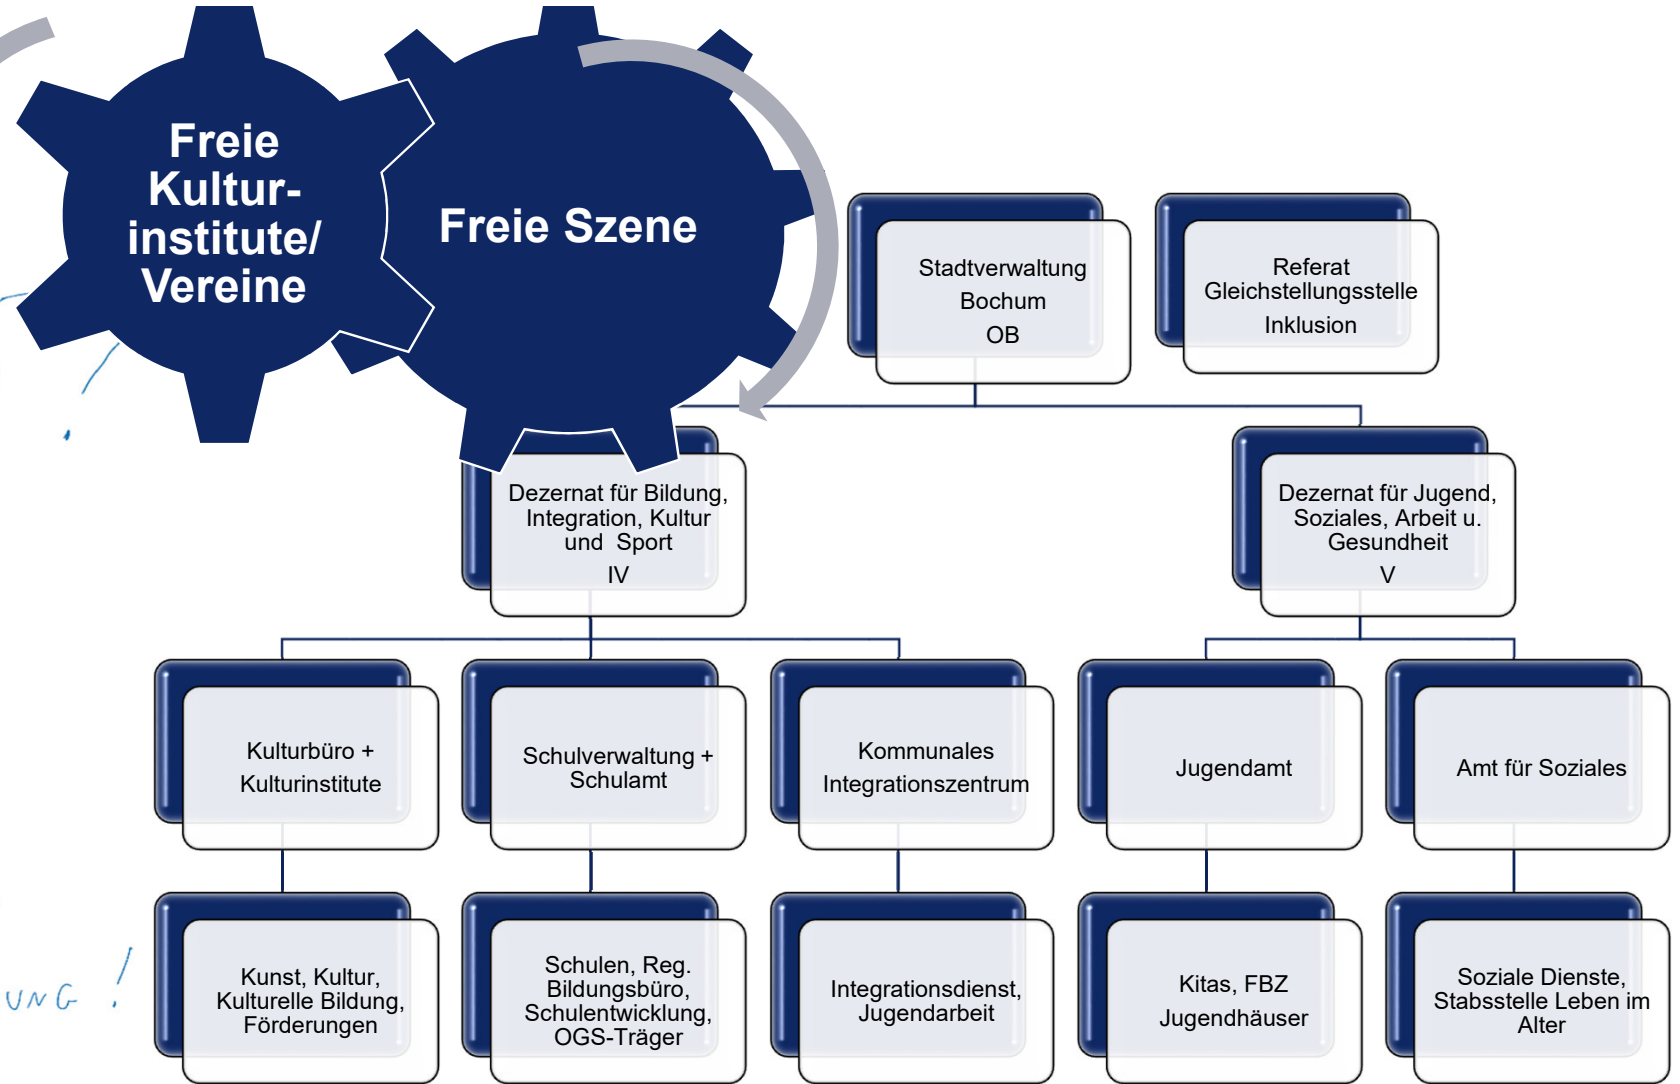 Freie
Kultur-
institute/
Vereine
Freie Szene
Stadtverwaltung
Bochum
OB
Referat
Gleichstellungsstelle
Inklusion
Dezernat für Bildung,
Integration, Kultur
und Sport
IV
Dezernat für Jugend,
Soziales, Arbeit u.
Gesundheit
V
Kulturbüro +
Kulturinstitute
Schulverwaltung +
Schulamt
Kommunales
Integrationszentrum
Jugendamt
Amt für Soziales
Kunst, Kultur,
Kulturelle Bildung,
Förderungen
Schulen, Reg.
Bildungsbüro,
Schulentwicklung,
OGS-Träger
Integrationsdienst,
Jugendarbeit
Kitas, FBZ
Jugendhäuser
Soziale Dienste,
Stabsstelle Leben im
Alter
UNG !